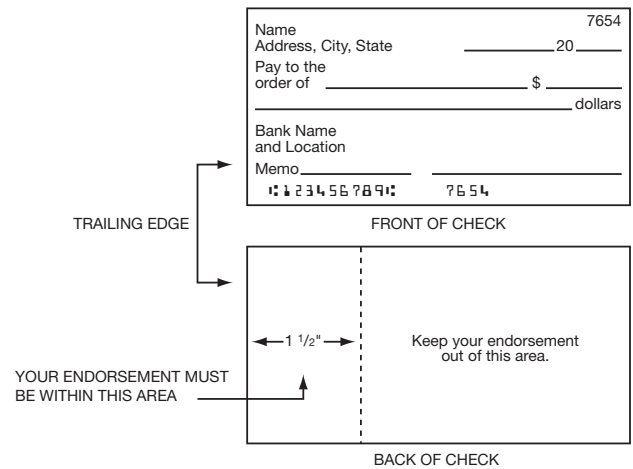 7654
Name
Address, City, State 20
Pay to the
order of $
dollars
Bank Name
and Location
Memo
⑆123456789⑆ 7654
TRAILING EDGE
FRONT OF CHECK
1 1/2"
Keep your endorsement
out of this area.
YOUR ENDORSEMENT MUST
BE WITHIN THIS AREA
BACK OF CHECK